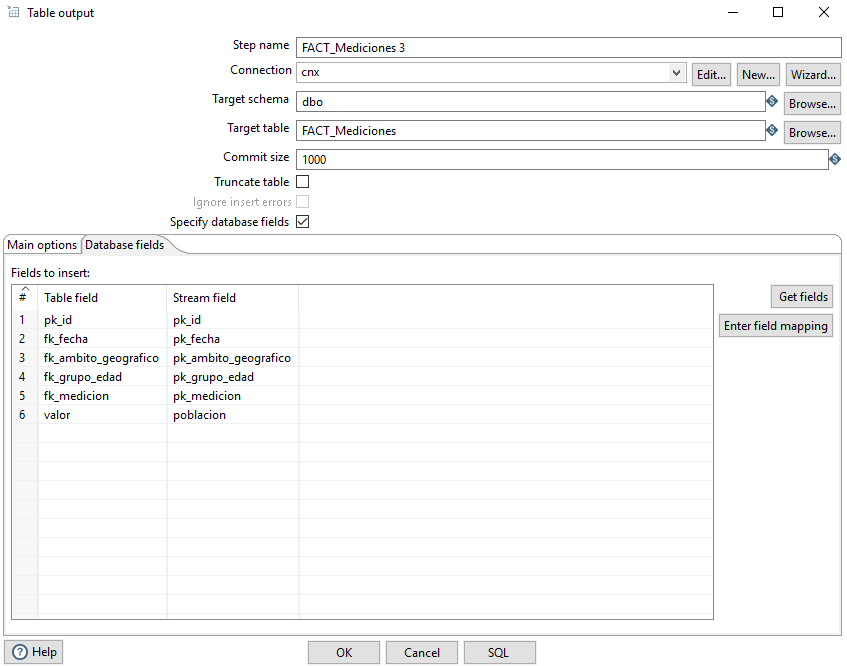 Table output
Step name FACT_Mediciones 3
Connection cnx Edit... New... Wizard...
Target schema dbo Browse...
Target table FACT_Mediciones Browse...
Commit size 1000
Truncate table
Ignore insert errors
Specify database fields
Main options Database fields
Fields to insert:
# Table field Stream field
1 pk_id pk_id
2 fk_fecha pk_fecha
3 fk_ambito_geografico pk_ambito_geografico
4 fk_grupo_edad pk_grupo_edad
5 fk_medicion pk_medicion
6 valor poblacion
Get fields
Enter field mapping
Help OK Cancel SQL